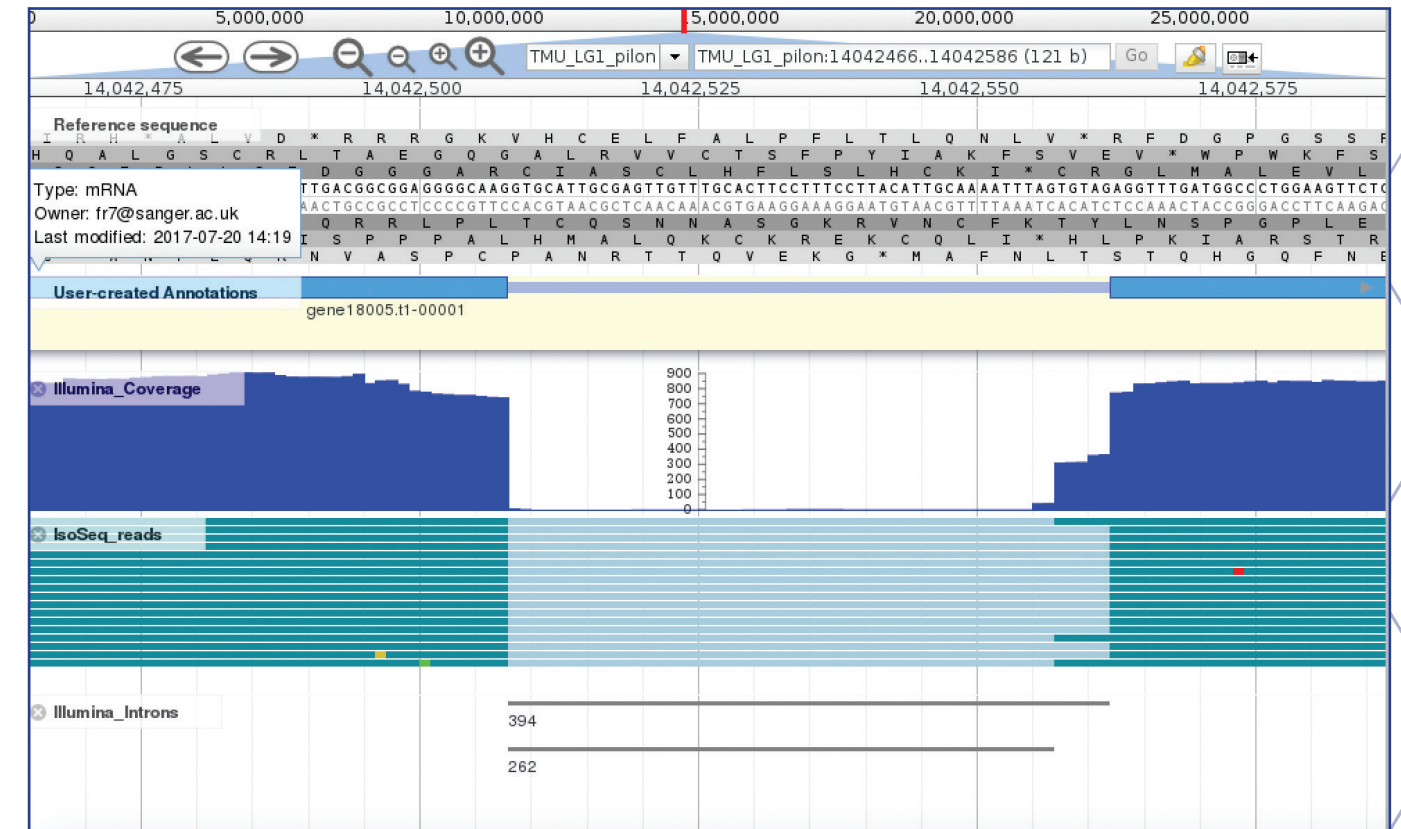 5,000,000 10,000,000 15,000,000 20,000,000 25,000,000
TMU_LG1_pilon TMU_LG1_pilon:14042466..14042586 (121 b) Go
14,042,475 14,042,500 14,042,525 14,042,550 14,042,575
Reference sequence
I R H * A L V D * R R R G K V H C E L F A L P F L T L Q N L V * R F D G P G S S F
H Q A L G S C R L T A E G Q G A L R V V C T S F P Y I A K F S V E V * W P W K F S
D G G G A R C I A S C L H F L S L H C K I * C R G L M A L E V L
Type: mRNA
TTGACGGCGGAGGGGCAAGGTGCATTGCGAGTTGTTTGCACTTCCTTTCCTTACATTGCAAAATTTAGTGTAGAGGTTTGATGGCCCTGGAAGTTCTC
Owner: fr7@sanger.ac.uk
AACTGCCGCCTCCCCGTTCCACGTAACGCTCAACAAACGTGAAGGAAAGGAATGTAACGTTTTAAATCACATCTCCAAACTACCGGGACCTTCAAGAG
Q R R L P L T C Q S N N A S G K R V N C F K T Y L N S P G P L E
Last modified: 2017-07-20 14:19
I S P P P A L H M A L Q K C K R E K C Q L I * H L P K I A R S T R
N V A S P C P A N R T T Q V E K G * M A F N L T S T Q H G Q F N E
User-created Annotations
gene18005.t1-00001
Illumina_Coverage
900
800
700
600
500
400
300
200
100
0
IsoSeq_reads
Illumina_Introns
394
262